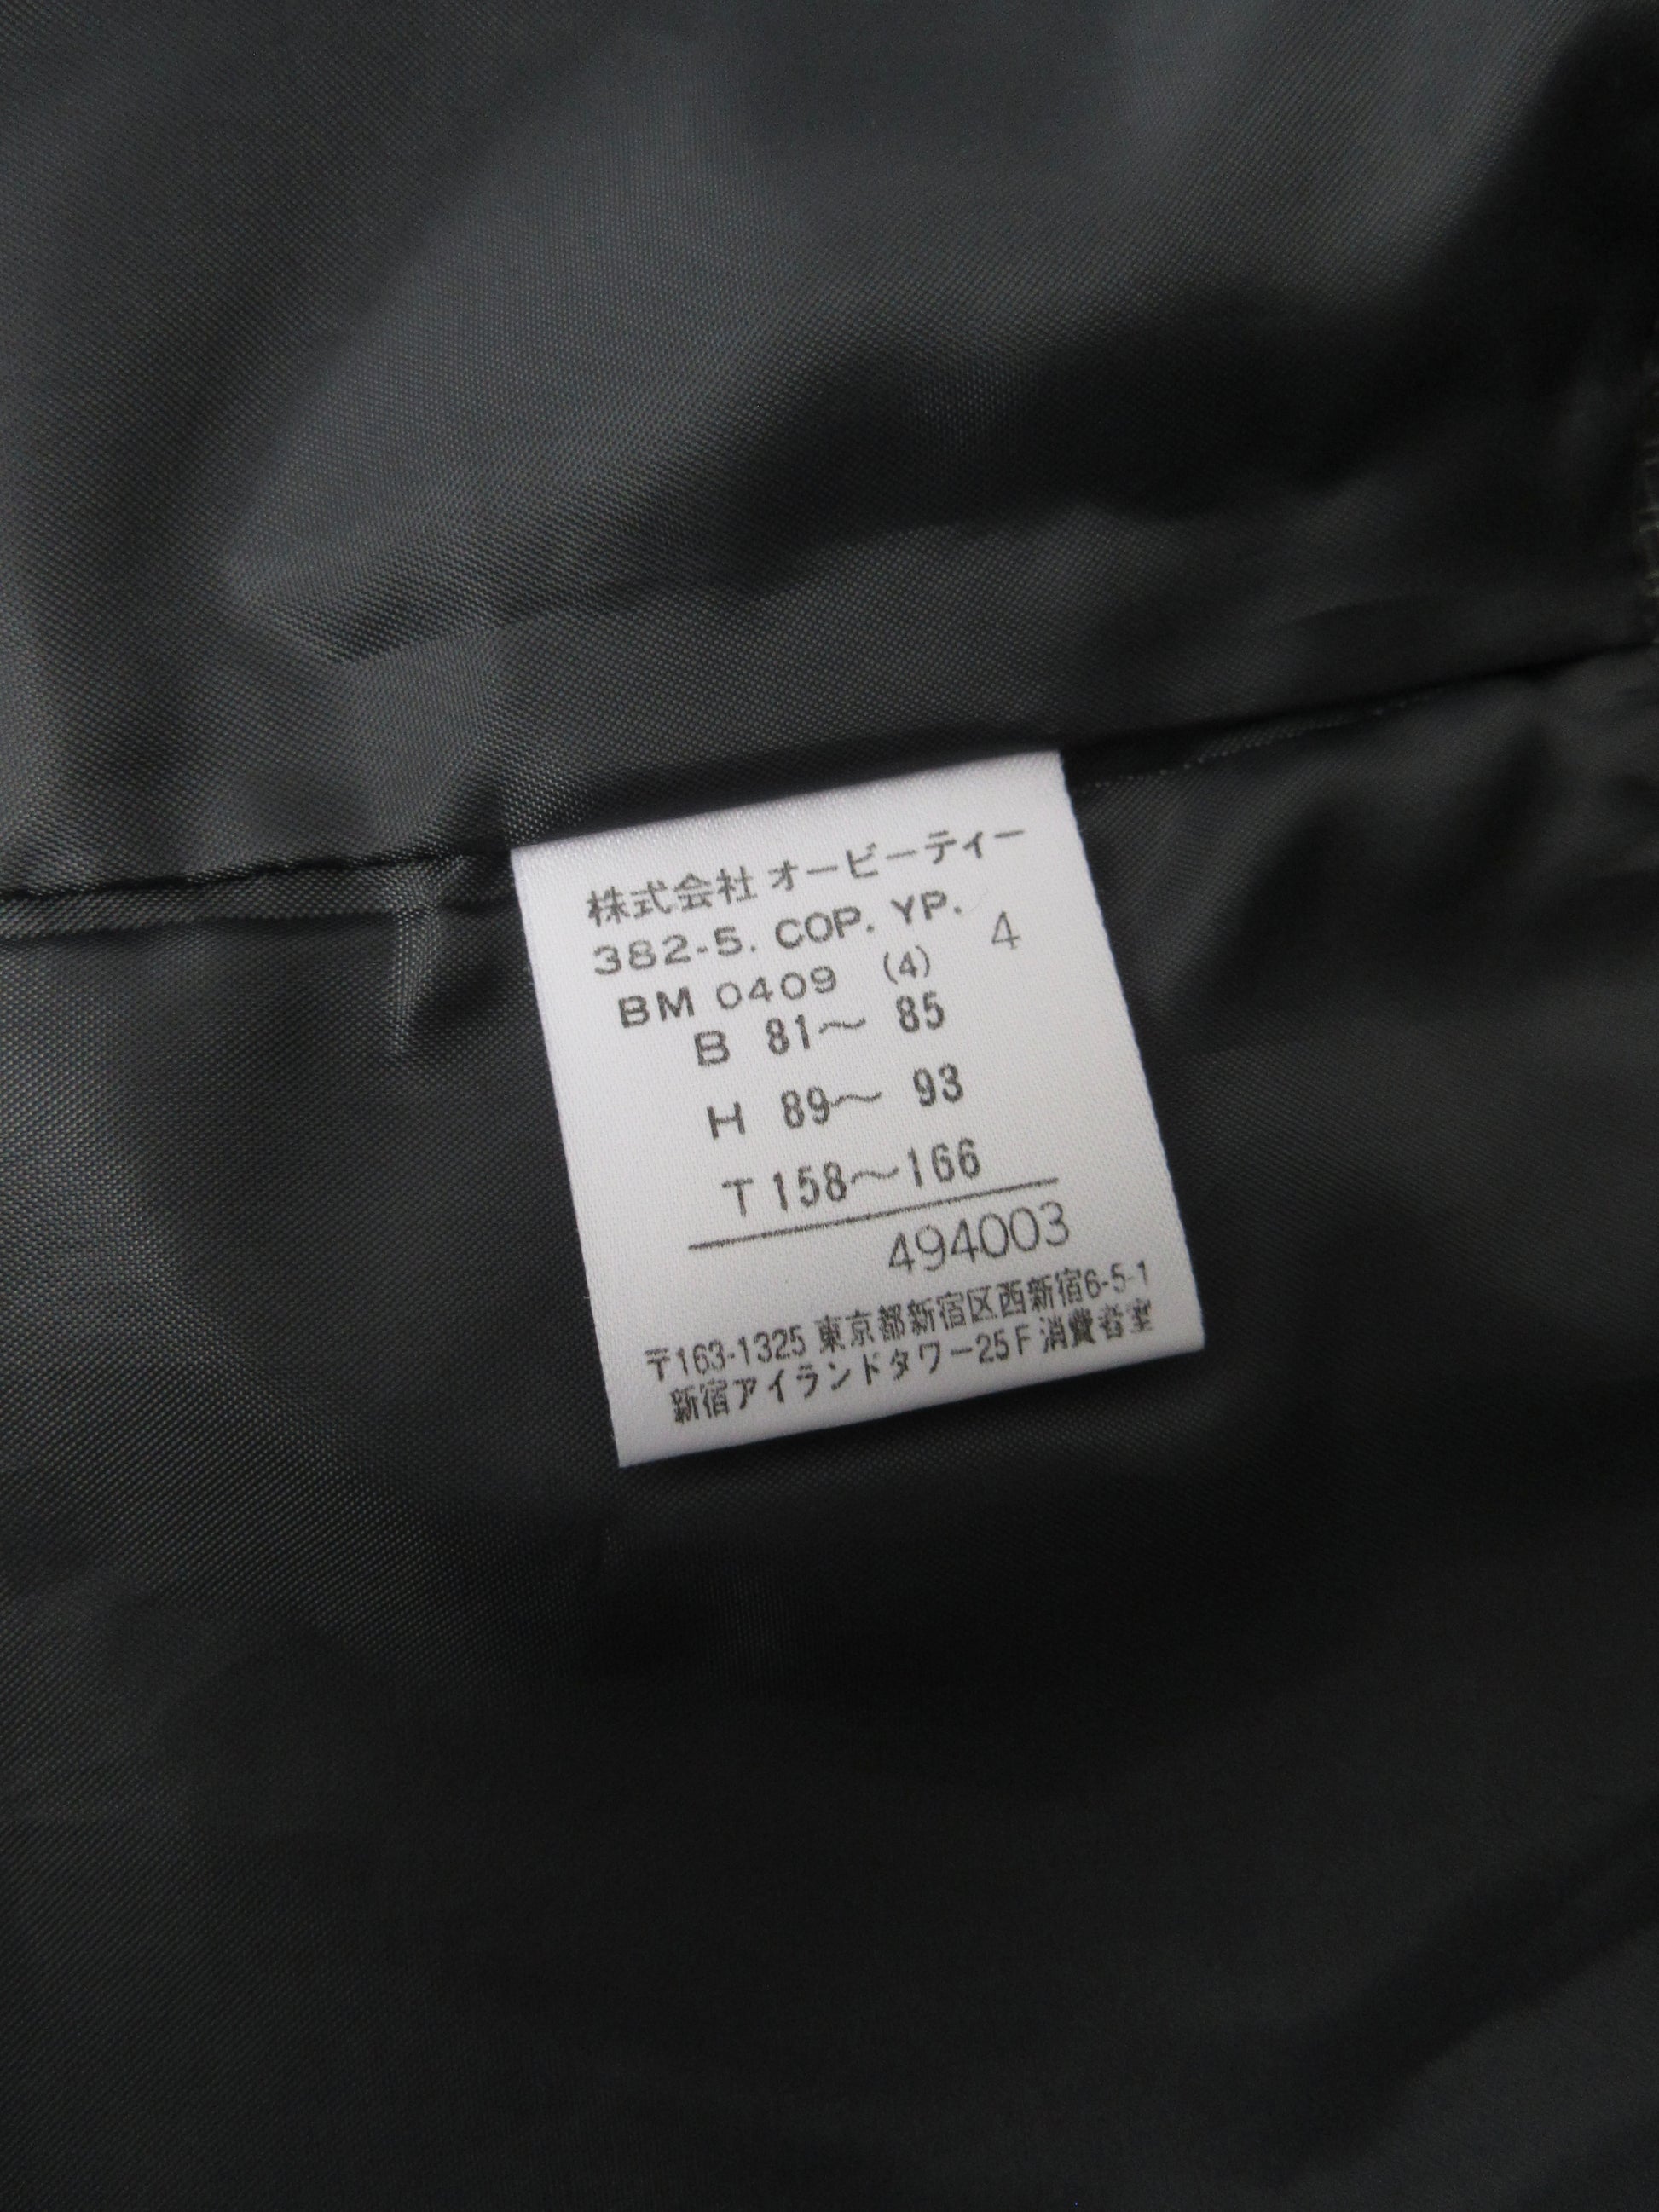 株式会社 オービーティー
382-5. COP. YP. 4
BM 0409 (4)
B 81〜 85
H 89〜 93
T 158〜166
494003
〒163-1325 東京都新宿区西新宿6-5-1
新宿アイランドタワー25F 消費者室